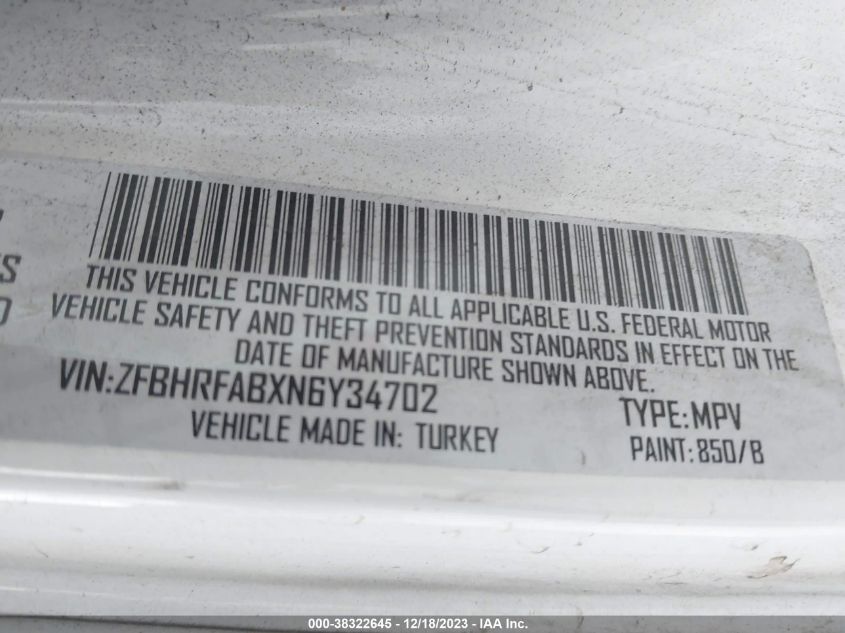 S
THIS VEHICLE CONFORMS TO ALL APPLICABLE U.S. FEDERAL MOTOR
VEHICLE SAFETY AND THEFT PREVENTION STANDARDS IN EFFECT ON THE
DATE OF MANUFACTURE SHOWN ABOVE.
VIN:ZFBHRFABXN6Y34702
TYPE:MPV
VEHICLE MADE IN: TURKEY
PAINT:850/B
000-38322645 - 12/18/2023 - IAA Inc.